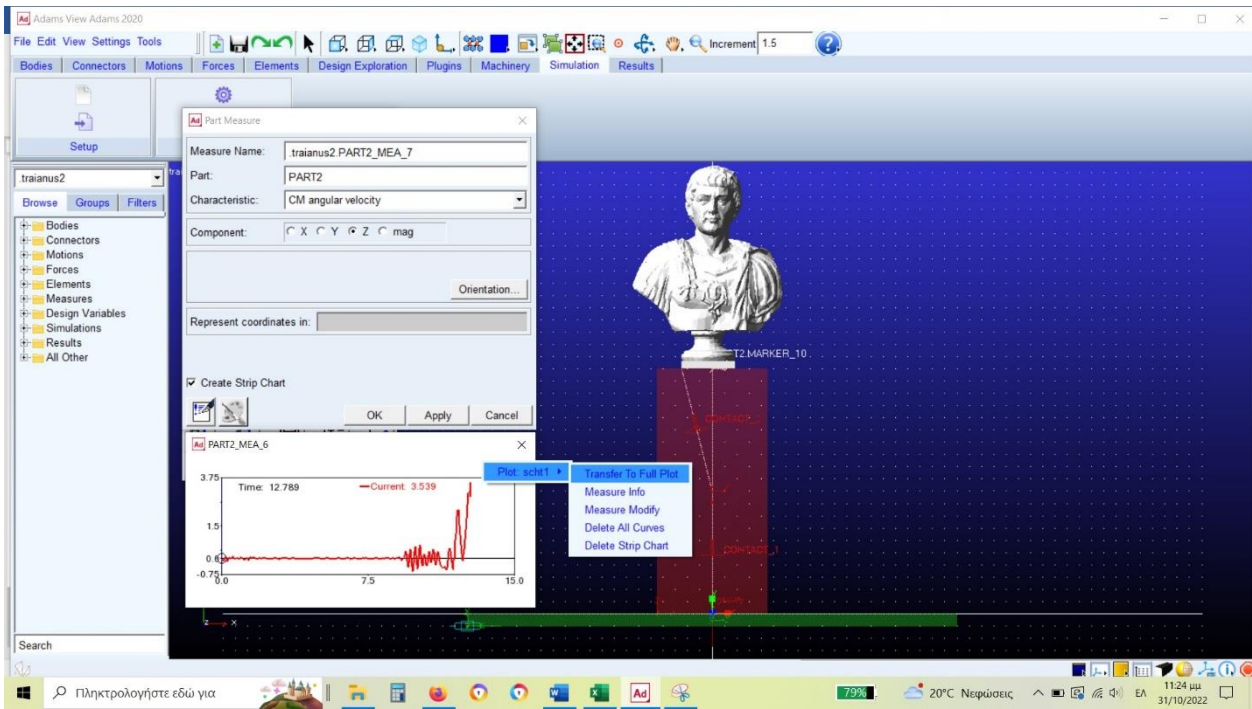 Adams View Adams 2020
File Edit View Settings Tools
Increment 1.5
Bodies Connectors Motions Forces Elements Design Exploration Plugins Machinery Simulation Results
Setup
Part Measure
Measure Name: .traianus2.PART2_MEA_7
Part: PART2
Characteristic: CM angular velocity
Component: X Y Z mag
Orientation...
Represent coordinates in:
Create Strip Chart
OK Apply Cancel
.traianus2
Browse Groups Filters
Bodies
Connectors
Motions
Forces
Elements
Measures
Design Variables
Simulations
Results
All Other
Search
PART2_MEA_6
3.75
Time: 12.789 Current: 3.539
1.5
0.0
-0.75
0.0 7.5 15.0
Plot: scht1
Transfer To Full Plot
Measure Info
Measure Modify
Delete All Curves
Delete Strip Chart
T2.MARKER_10
CONTACT_1
z x
Πληκτρολογήστε εδώ για
79%
20°C Νεφώσεις
ΕΛ
11:24 μμ
31/10/2022